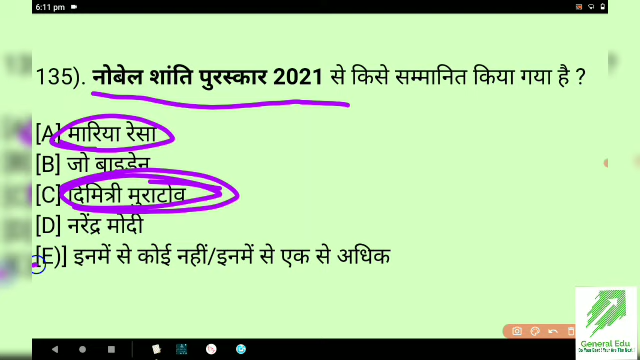 6:11 pm
135). नोबेल शांति पुरस्कार 2021 से किसे सम्मानित किया गया है ?
[A] मारिया रेसा
[B] जो बाइडेन
[C] दिमित्री मुराटोव
[D] नरेंद्र मोदी
[E)] इनमें से कोई नहीं/इनमें से एक से अधिक
General Edu